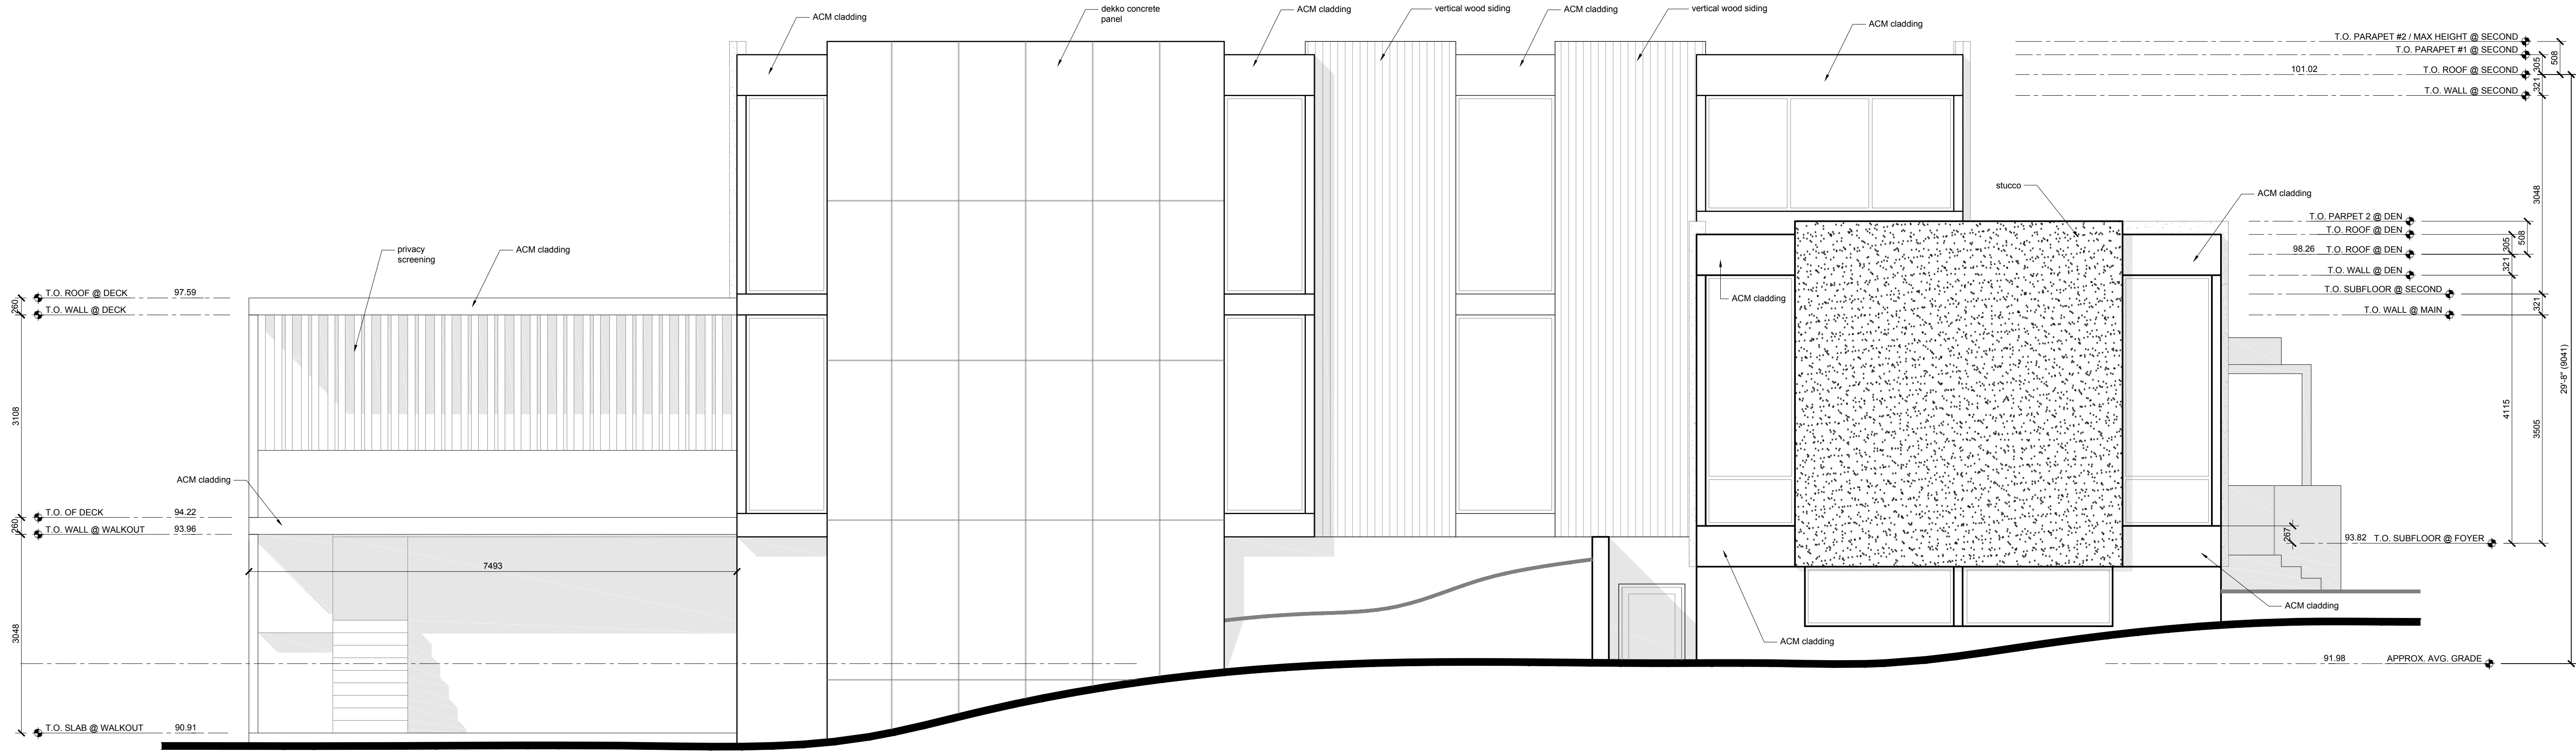 ACM cladding
dekko concrete
panel
ACM cladding
vertical wood siding
ACM cladding
vertical wood siding
ACM cladding
T.O. PARAPET #2 / MAX HEIGHT @ SECOND
T.O. PARAPET #1 @ SECOND
101.02 T.O. ROOF @ SECOND
T.O. WALL @ SECOND
508
305
321
3048
stucco
ACM cladding
T.O. PARPET 2 @ DEN
T.O. ROOF @ DEN
98.26 T.O. ROOF @ DEN
T.O. WALL @ DEN
T.O. SUBFLOOR @ SECOND
T.O. WALL @ MAIN
508
305
321
321
privacy
screening
ACM cladding
ACM cladding
T.O. ROOF @ DECK 97.59
T.O. WALL @ DECK
260
3108
4115
3505
29'-8" (9041)
ACM cladding
T.O. OF DECK 94.22
T.O. WALL @ WALKOUT 93.96
260
7493
267
93.82 T.O. SUBFLOOR @ FOYER
ACM cladding
ACM cladding
3048
91.98 APPROX. AVG. GRADE
T.O. SLAB @ WALKOUT 90.91